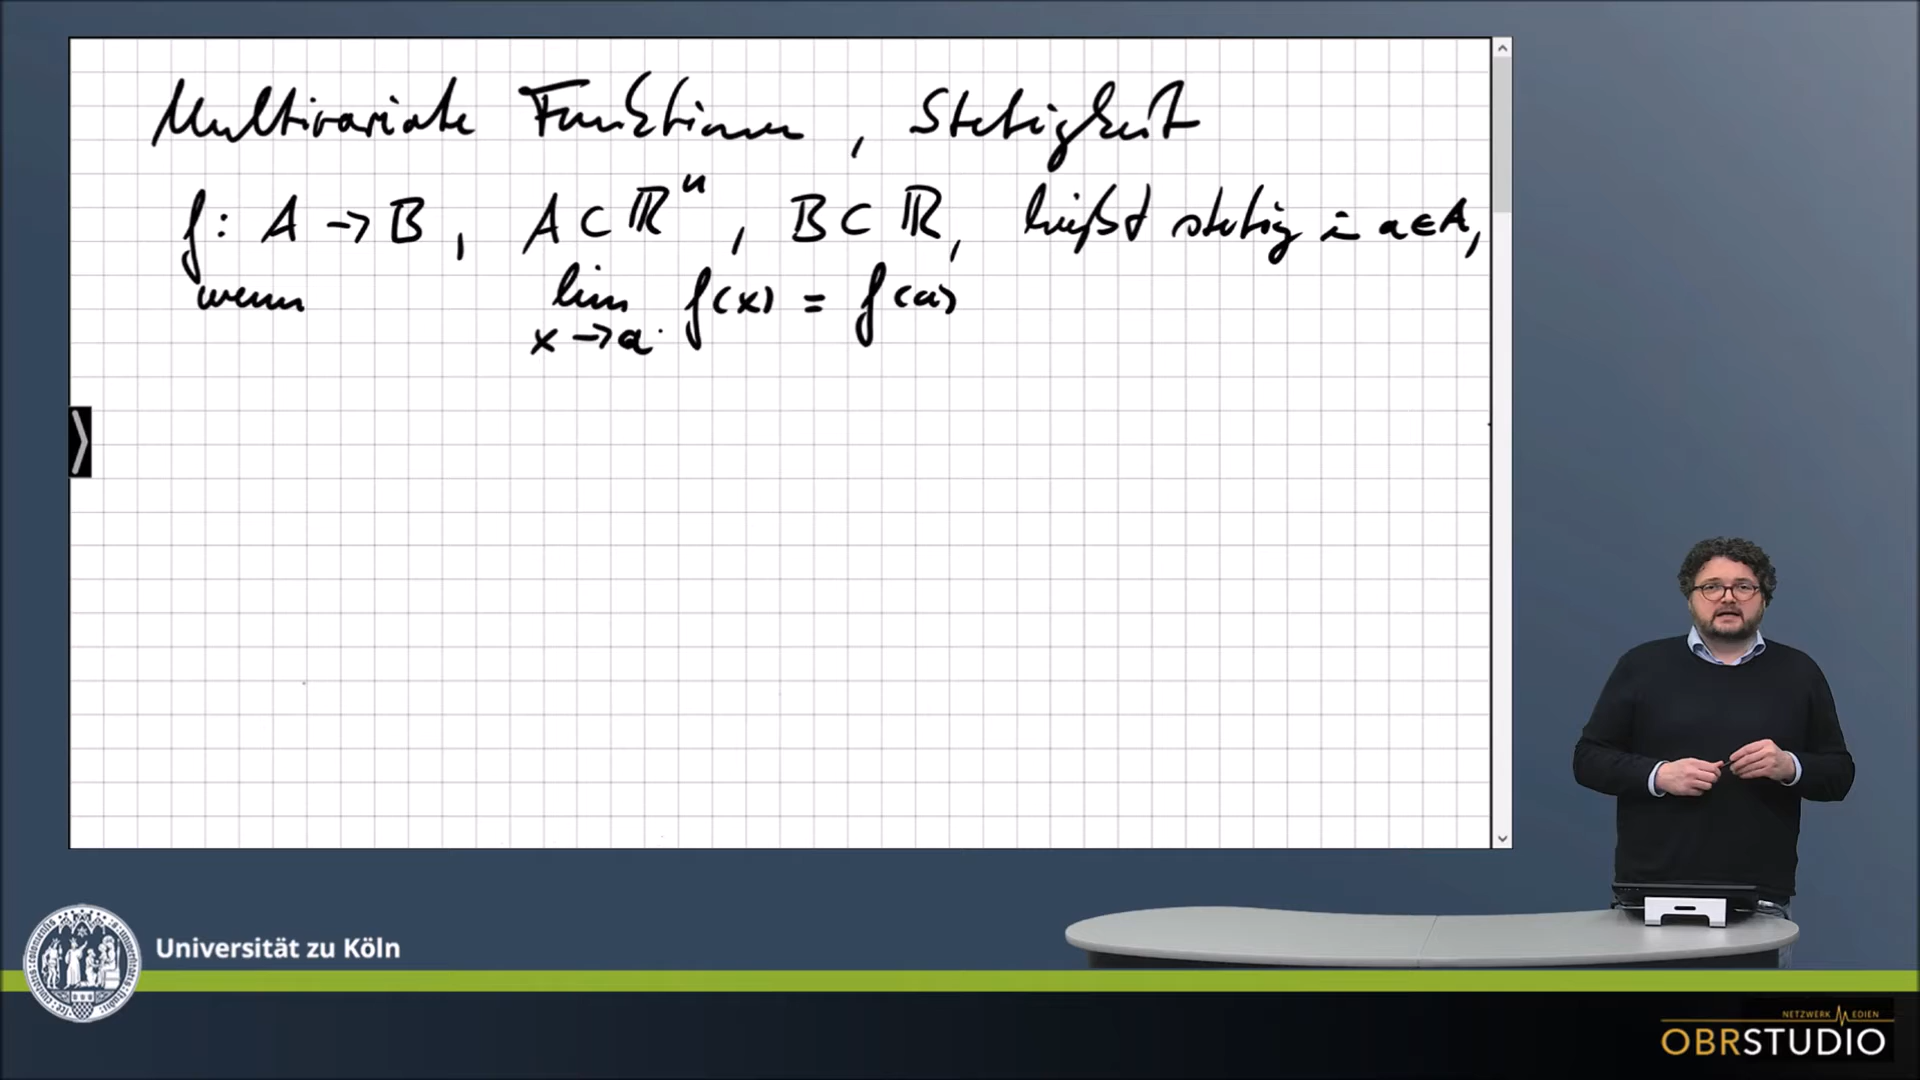 Multivariate Funktionen, Stetigkeit
f: A → B, A ⊂ ℝⁿ, B ⊂ ℝ, heißt stetig in a ∈ A,
wenn lim f(x) = f(a)
x → a
Universität zu Köln
NETZWERK MEDIEN
OBRSTUDIO